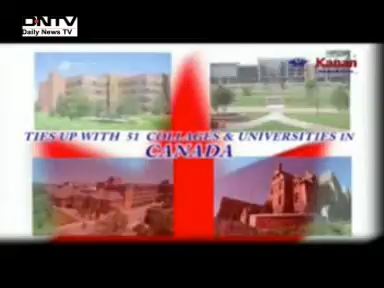 DNTV
Daily News TV
Kanan
TIES UP WITH 51 COLLAGES & UNIVERSITIES IN
CANADA